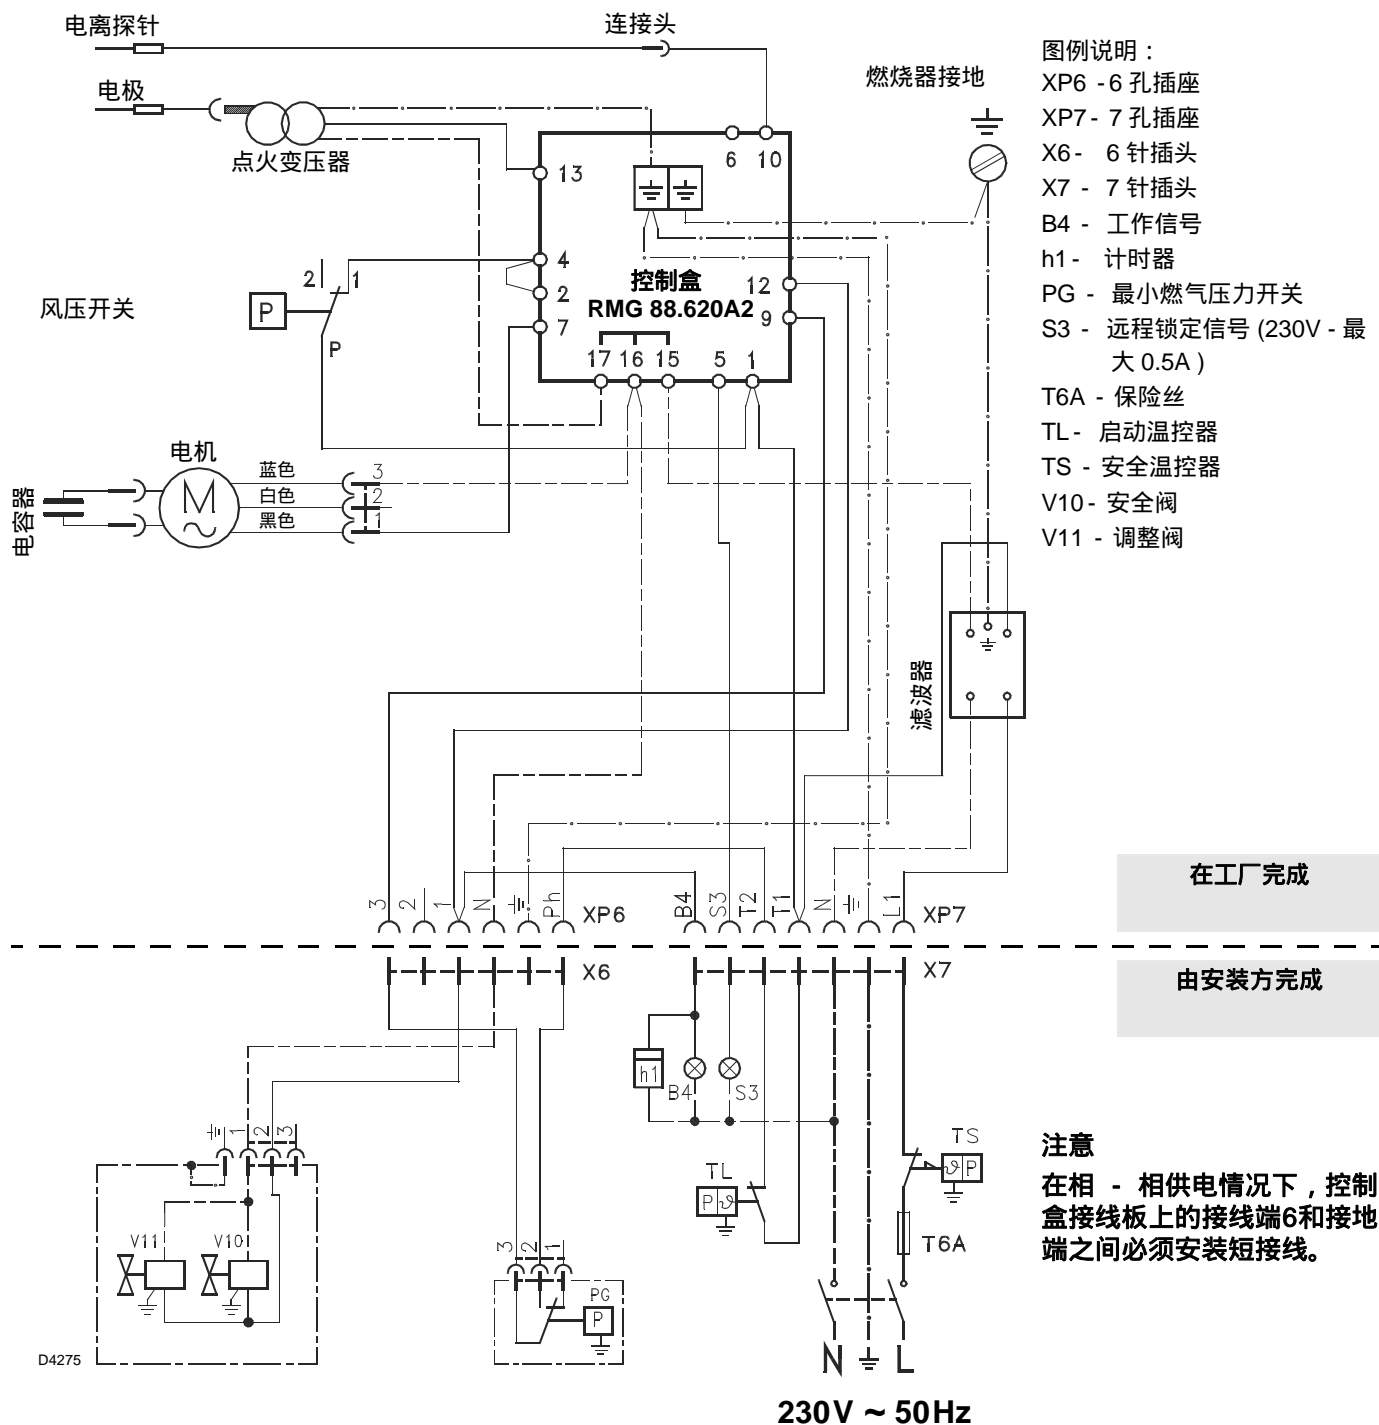 电离探针
连接头
电极
点火变压器
燃烧器接地
6 10
13
4
2
7
12
9
控制盒
RMG 88.620A2
17 16 15 5 1
风压开关
P
2 1
P
电机
M
电容器
蓝色 3
白色 2
黑色 1
滤波器
图例说明：
XP6 - 6 孔插座
XP7 - 7 孔插座
X6 - 6 针插头
X7 - 7 针插头
B4 - 工作信号
h1 - 计时器
PG - 最小燃气压力开关
S3 - 远程锁定信号 (230V - 最
大 0.5A )
T6A - 保险丝
TL - 启动温控器
TS - 安全温控器
V10 - 安全阀
V11 - 调整阀
3 2 1 N Ph XP6
B4 S3 T2 T1 N L1 XP7
在工厂完成
X6
X7
由安装方完成
h1
B4 S3
1 2 3
V11 V10
3 2 1
PG
P
TL
P ϑ
TS
ϑ P
T6A
N L
230V ~ 50Hz
D4275
注意
在相 - 相供电情况下，控制
盒接线板上的接线端6和接地
端之间必须安装短接线。